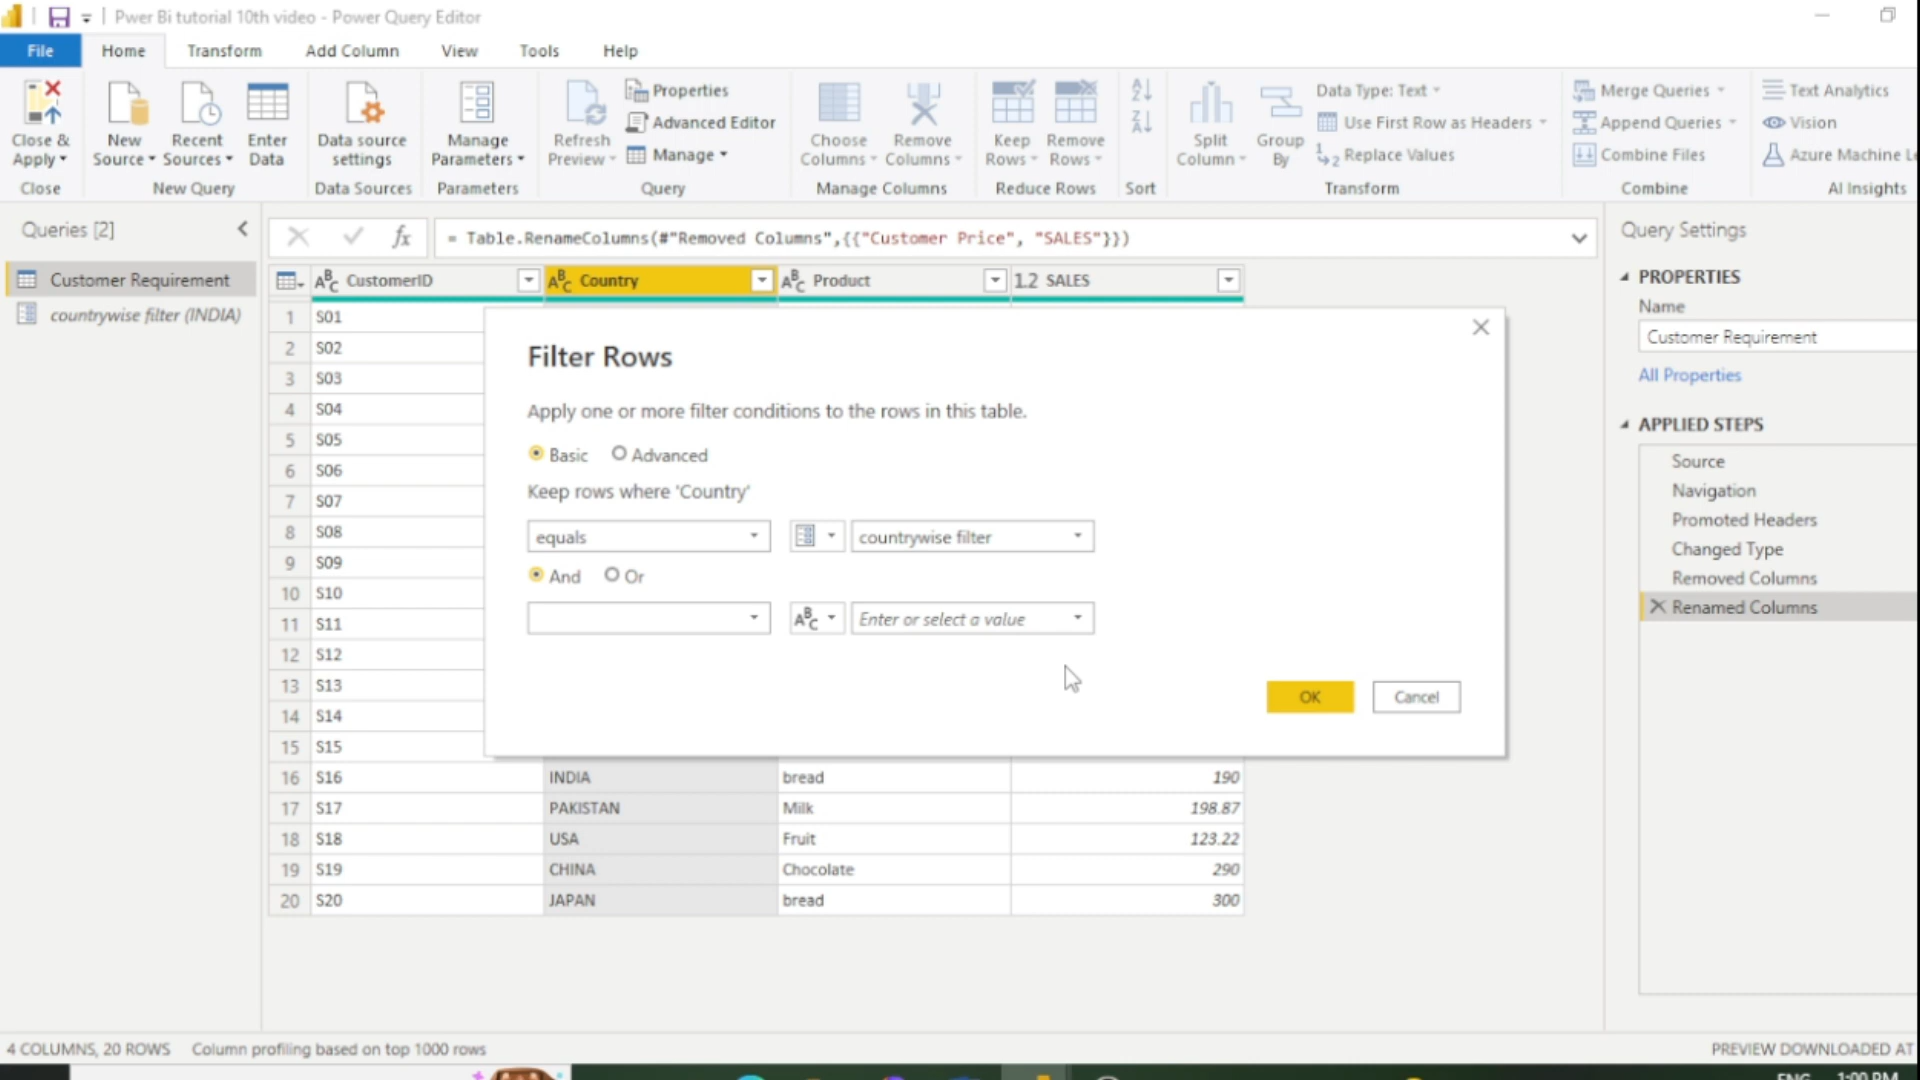 Pwer Bi tutorial 10th video - Power Query Editor
File
Home
Transform
Add Column
View
Tools
Help
Close & Apply
New Source
Recent Sources
Enter Data
Data source settings
Manage Parameters
Refresh Preview
Properties
Advanced Editor
Manage
Choose Columns
Remove Columns
Keep Rows
Remove Rows
Split Column
Group By
Data Type: Text
Use First Row as Headers
Replace Values
Merge Queries
Append Queries
Combine Files
Text Analytics
Vision
Azure Machine
Close
New Query
Data Sources
Parameters
Query
Manage Columns
Reduce Rows
Sort
Transform
Combine
AI Insights
Queries [2]
Customer Requirement
countrywise filter (INDIA)
fx
= Table.RenameColumns(#"Removed Columns",{{"Customer Price", "SALES"}})
ABC CustomerID
ABC Country
ABC Product
1.2 SALES
1 S01
2 S02
3 S03
4 S04
5 S05
6 S06
7 S07
8 S08
9 S09
10 S10
11 S11
12 S12
13 S13
14 S14
15 S15
16 S16 INDIA bread 190
17 S17 PAKISTAN Milk 198.87
18 S18 USA Fruit 123.22
19 S19 CHINA Chocolate 290
20 S20 JAPAN bread 300
Filter Rows
Apply one or more filter conditions to the rows in this table.
Basic Advanced
Keep rows where 'Country'
equals
countrywise filter
And Or
ABC
Enter or select a value
OK
Cancel
Query Settings
PROPERTIES
Name
Customer Requirement
All Properties
APPLIED STEPS
Source
Navigation
Promoted Headers
Changed Type
Removed Columns
Renamed Columns
4 COLUMNS, 20 ROWS
Column profiling based on top 1000 rows
PREVIEW DOWNLOADED AT
ENG
1:00 PM